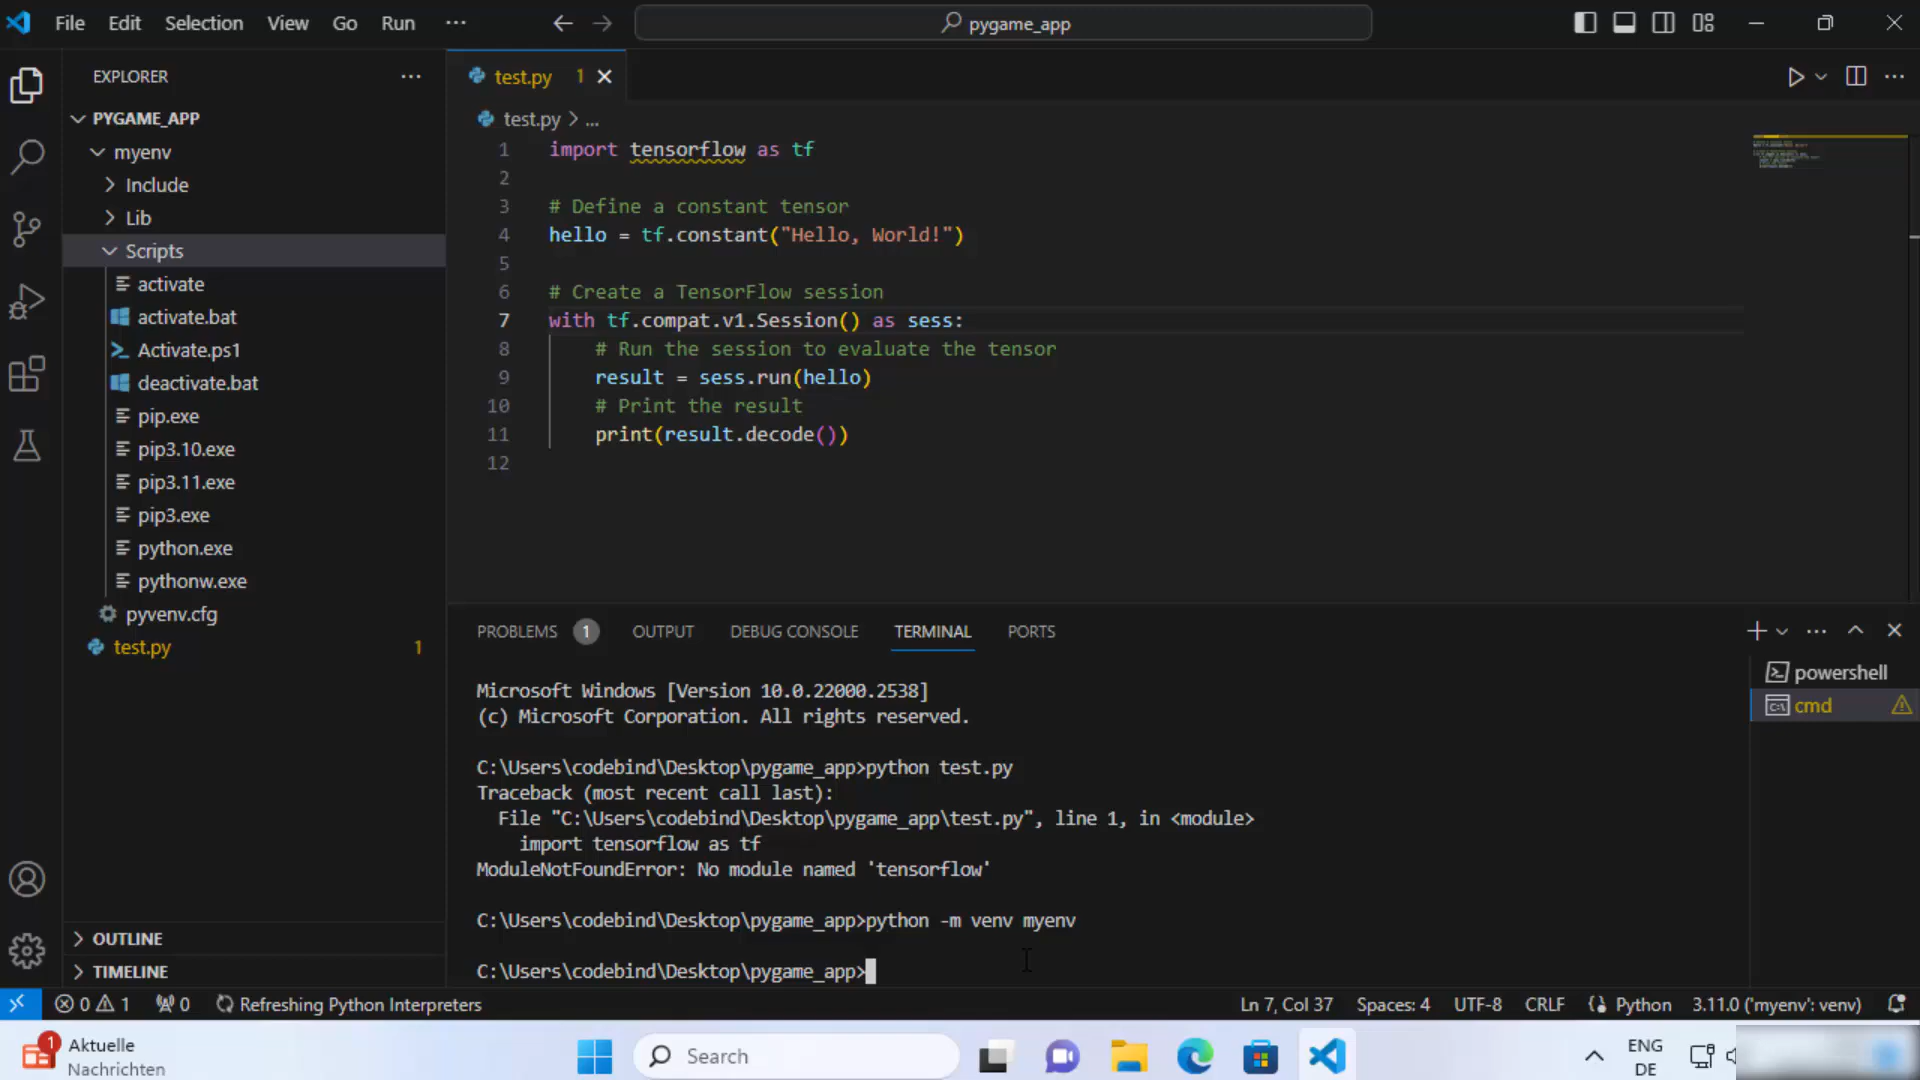 File Edit Selection View Go Run ···
pygame_app
EXPLORER
PYGAME_APP
myenv
Include
Lib
Scripts
activate
activate.bat
Activate.ps1
deactivate.bat
pip.exe
pip3.10.exe
pip3.11.exe
pip3.exe
python.exe
pythonw.exe
pyvenv.cfg
test.py 1
OUTLINE
TIMELINE
test.py 1
test.py > ...
1 import tensorflow as tf
2
3 # Define a constant tensor
4 hello = tf.constant("Hello, World!")
5
6 # Create a TensorFlow session
7 with tf.compat.v1.Session() as sess:
8 # Run the session to evaluate the tensor
9 result = sess.run(hello)
10 # Print the result
11 print(result.decode())
12
PROBLEMS 1 OUTPUT DEBUG CONSOLE TERMINAL PORTS
Microsoft Windows [Version 10.0.22000.2538]
(c) Microsoft Corporation. All rights reserved.
C:\Users\codebind\Desktop\pygame_app>python test.py
Traceback (most recent call last):
File "C:\Users\codebind\Desktop\pygame_app\test.py", line 1, in <module>
import tensorflow as tf
ModuleNotFoundError: No module named 'tensorflow'
C:\Users\codebind\Desktop\pygame_app>python -m venv myenv
C:\Users\codebind\Desktop\pygame_app>
powershell
cmd
0 1 0 Refreshing Python Interpreters
Ln 7, Col 37 Spaces: 4 UTF-8 CRLF Python 3.11.0 ('myenv': venv)
1 Aktuelle
Nachrichten
Search
ENG
DE